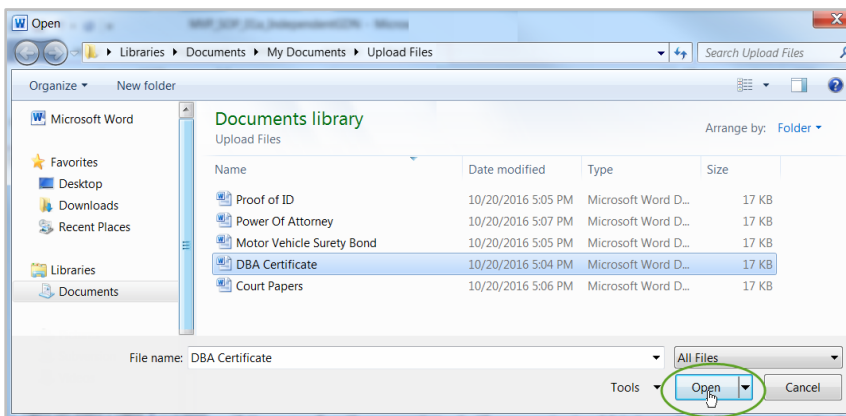 W Open
Libraries Documents My Documents Upload Files Search Upload Files
Organize New folder
Microsoft Word
Favorites
Desktop
Downloads
Recent Places
Libraries
Documents
Documents library
Upload Files
Arrange by: Folder
Name Date modified Type Size
Proof of ID 10/20/2016 5:05 PM Microsoft Word D... 17 KB
Power Of Attorney 10/20/2016 5:07 PM Microsoft Word D... 17 KB
Motor Vehicle Surety Bond 10/20/2016 5:05 PM Microsoft Word D... 17 KB
DBA Certificate 10/20/2016 5:04 PM Microsoft Word D... 17 KB
Court Papers 10/20/2016 5:06 PM Microsoft Word D... 17 KB
File name: DBA Certificate All Files
Tools Open Cancel